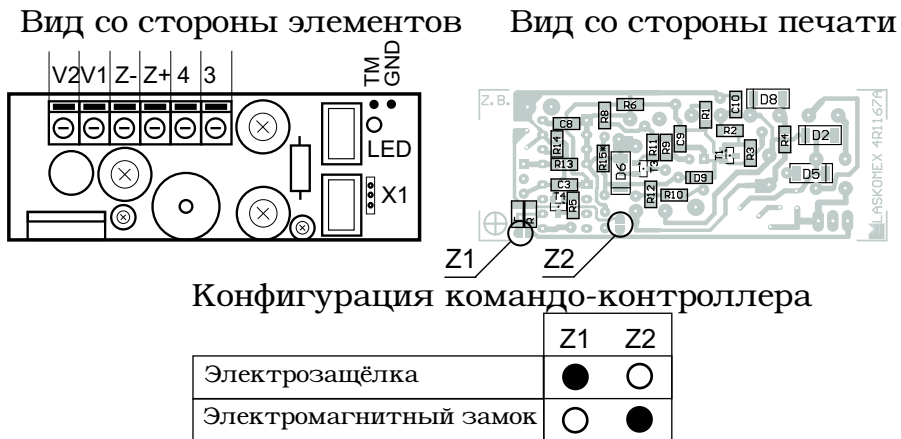 Вид со стороны элементов
Вид со стороны печати
V2 V1 Z- Z+ 4 3
TM
GND
LED
X1
Z.B.
R8
R6
C8
R14
R13
C3
R5
R15*
D6
R11
T3
R9
C9
R12
R10
D9
R1
C10
R2
T1
R3
D8
R4
D2
D5
LASKOMEX 4R1167A
Z1
Z2
Конфигурация командо-контроллера
Z1 Z2
Электрозащёлка
Электромагнитный замок